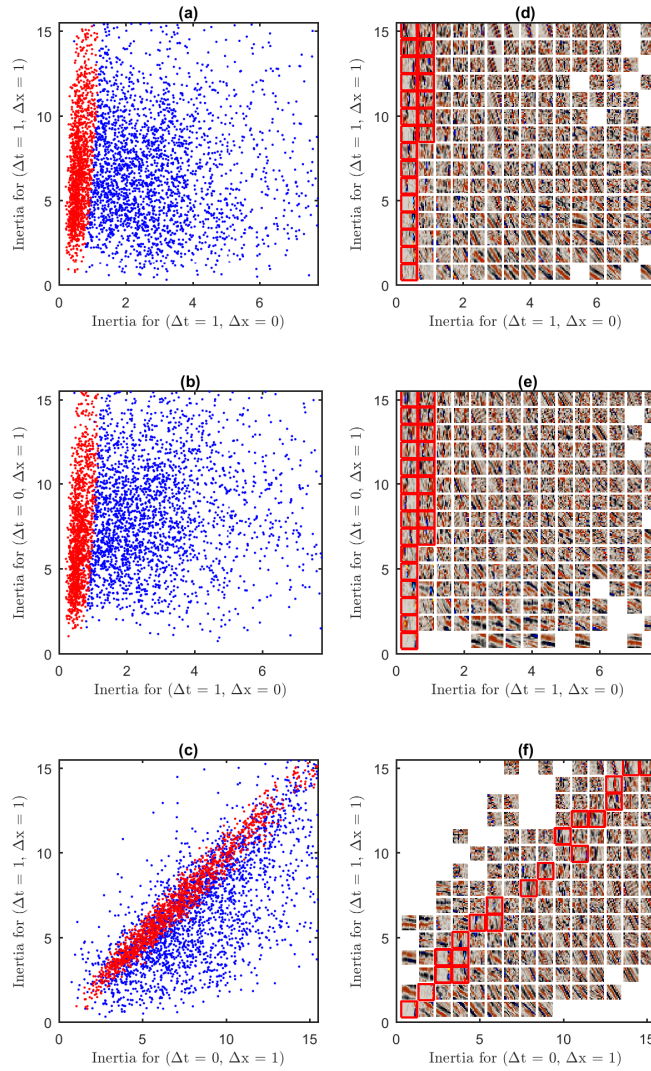 (a)
15
10
5
0
0 2 4 6
Inertia for (Δt = 1, Δx = 1)
Inertia for (Δt = 1, Δx = 0)
(d)
15
10
5
0
0 2 4 6
Inertia for (Δt = 1, Δx = 1)
Inertia for (Δt = 1, Δx = 0)
(b)
15
10
5
0
0 2 4 6
Inertia for (Δt = 0, Δx = 1)
Inertia for (Δt = 1, Δx = 0)
(e)
15
10
5
0
0 2 4 6
Inertia for (Δt = 0, Δx = 1)
Inertia for (Δt = 1, Δx = 0)
(c)
15
10
5
0
0 5 10 15
Inertia for (Δt = 1, Δx = 1)
Inertia for (Δt = 0, Δx = 1)
(f)
15
10
5
0
0 5 10 15
Inertia for (Δt = 1, Δx = 1)
Inertia for (Δt = 0, Δx = 1)